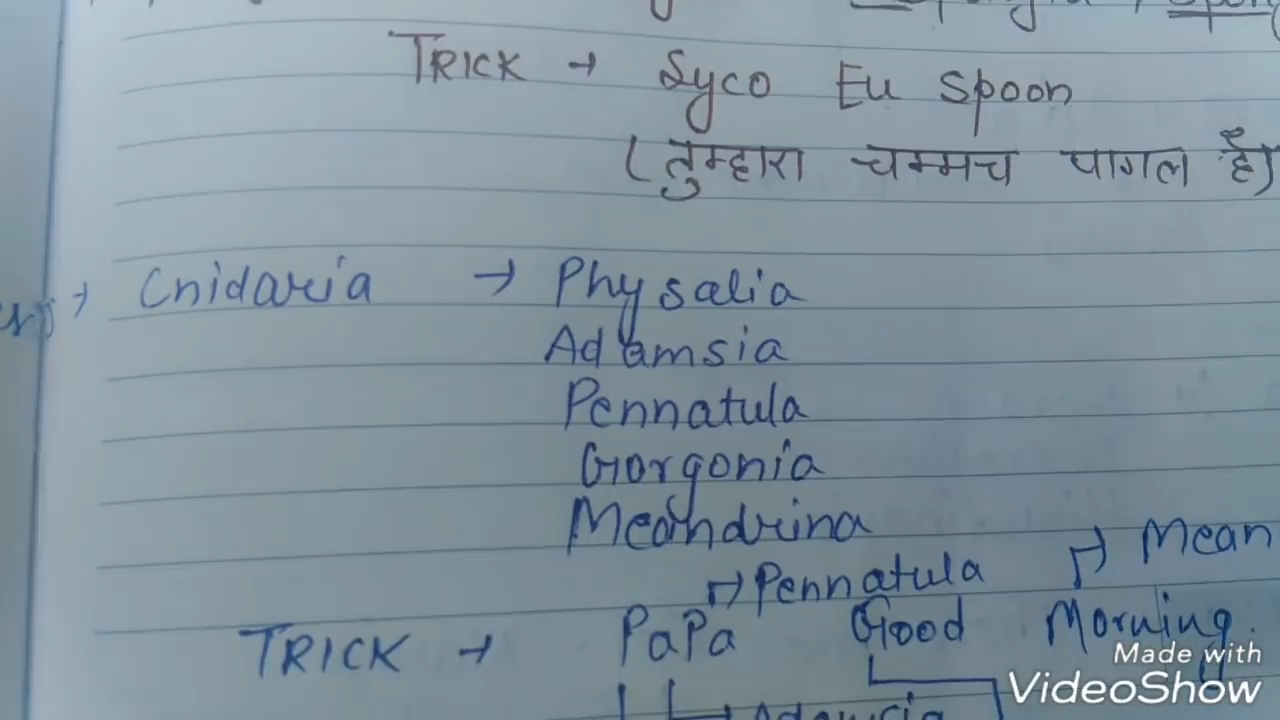 TRICK → Syco Eu Spoon
(तुम्हारा चम्मच पागल है)
Cnidaria → Physalia
Adamsia
Pennatula
Gorgonia
Meandrina
→ Pennatula → Mean
TRICK → PaPa Good Morning.
Made with
VideoShow